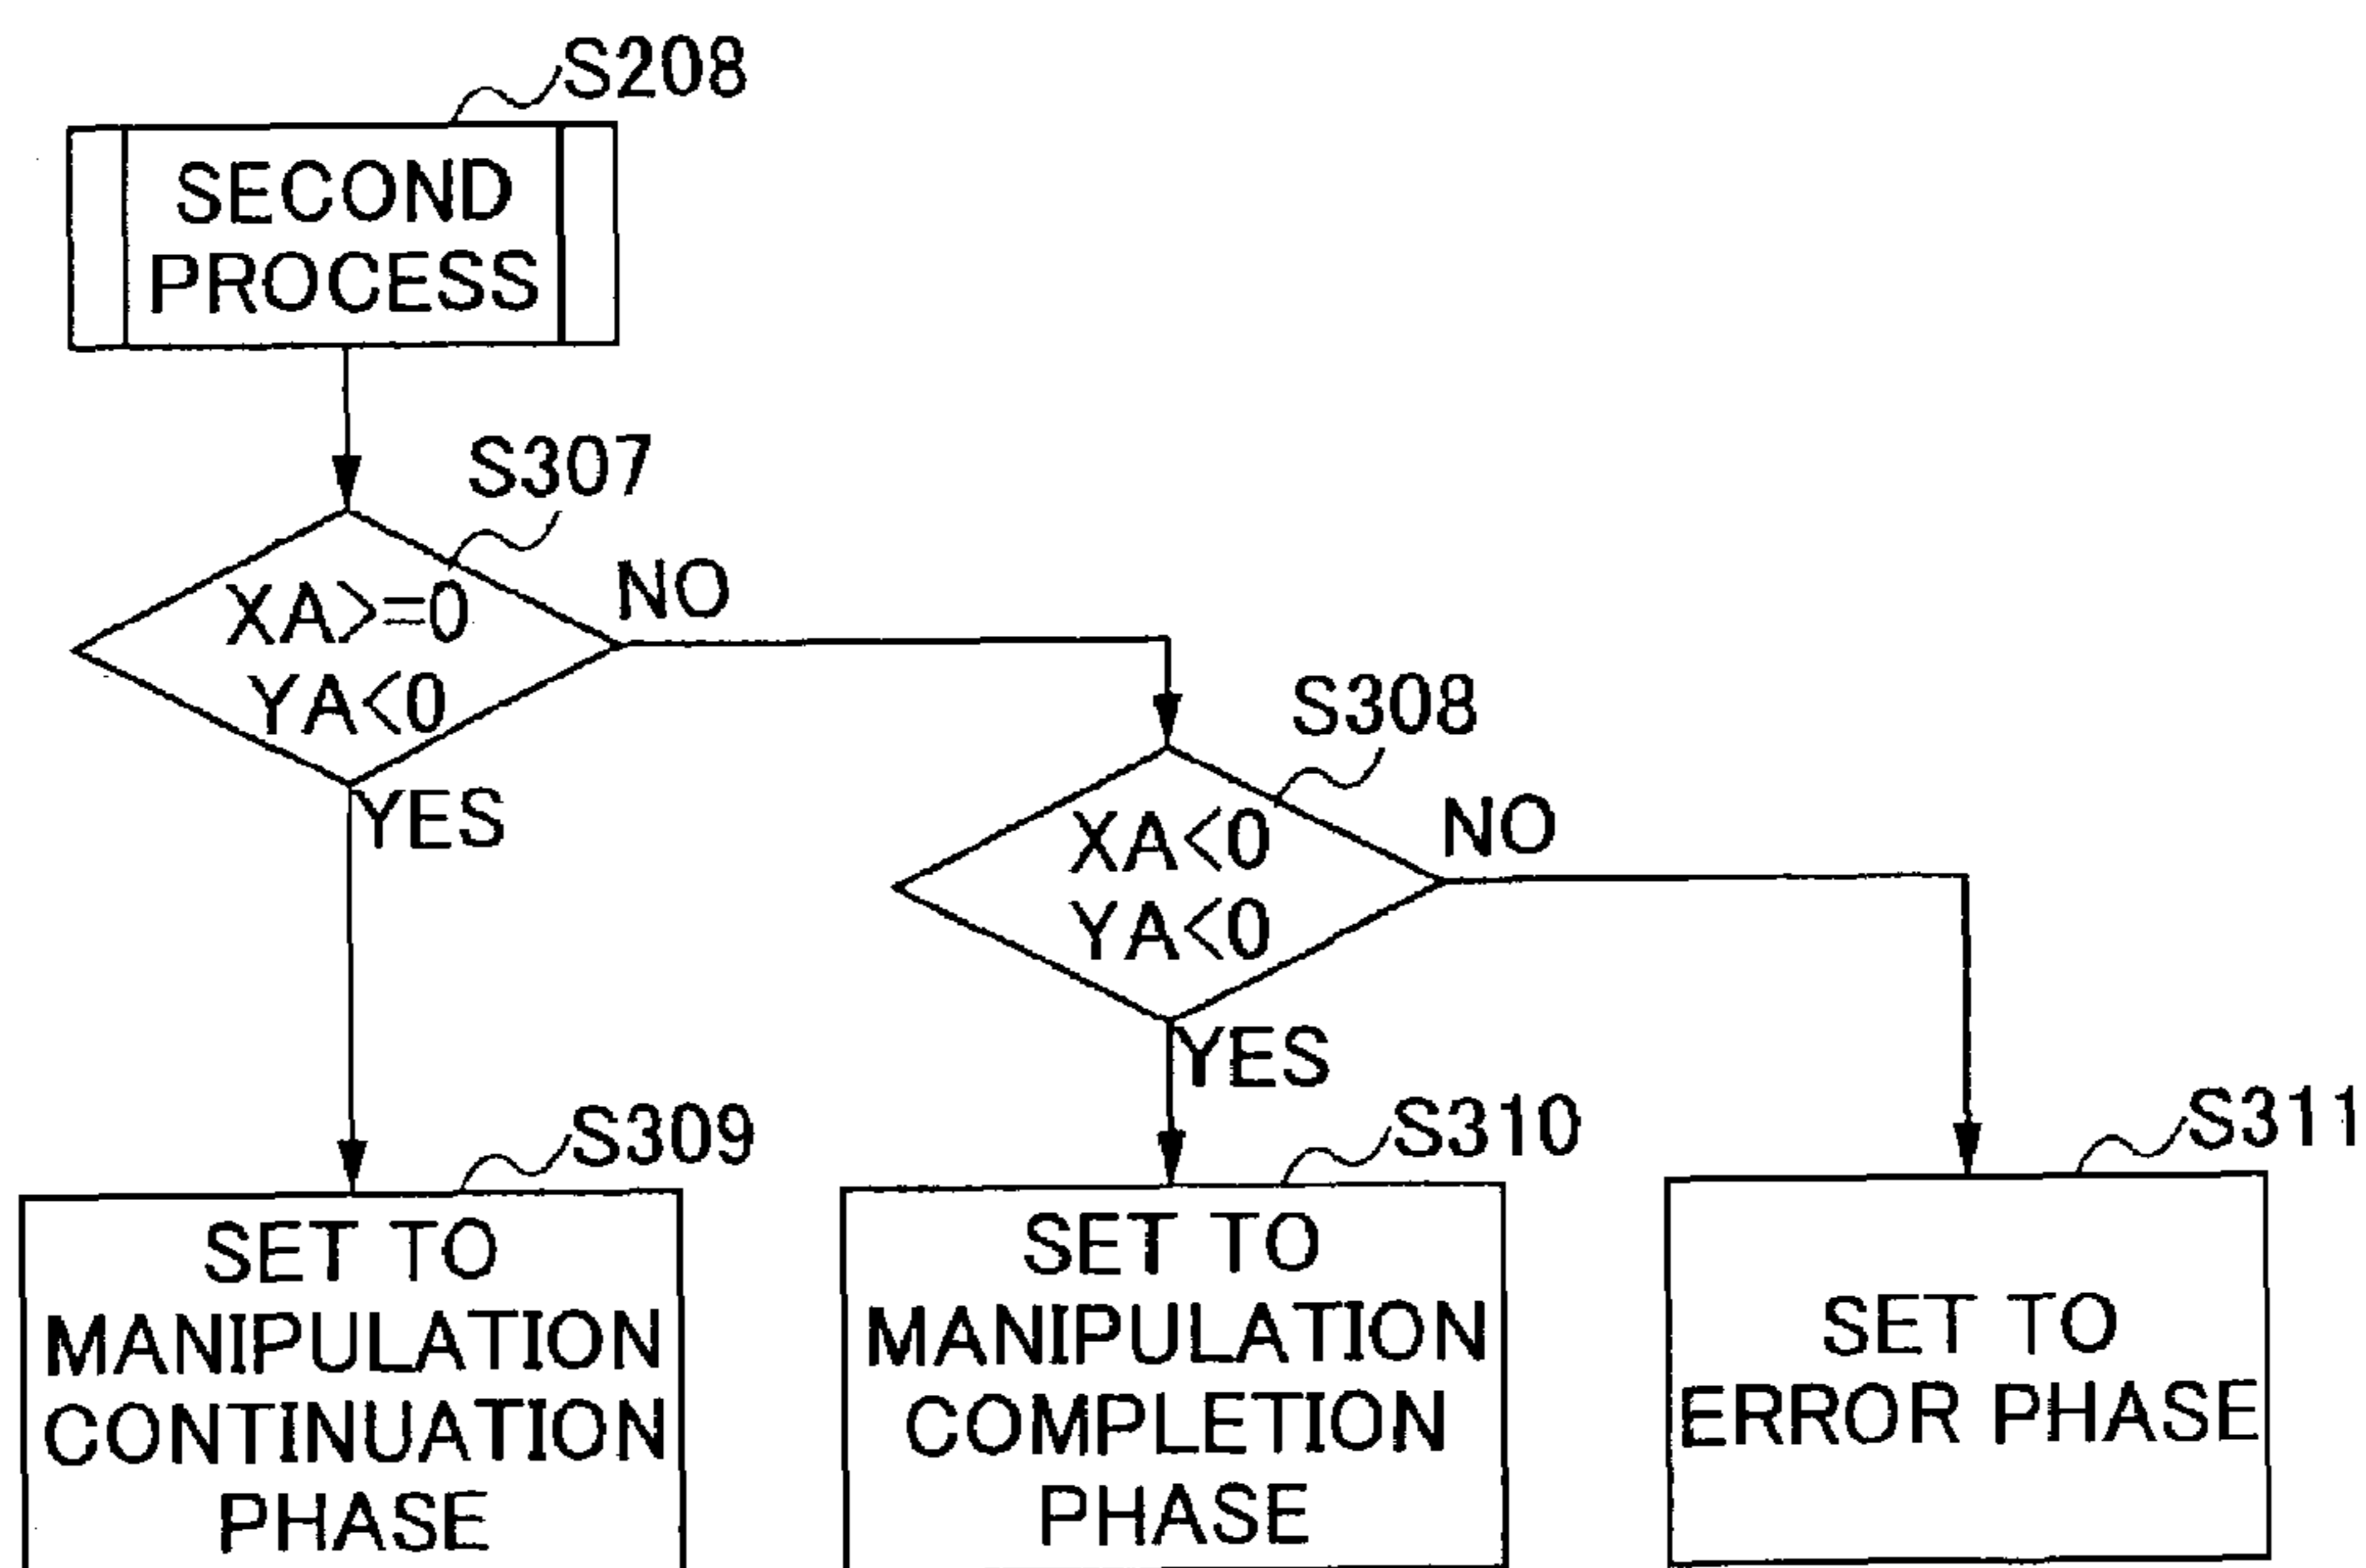 S208
SECOND
PROCESS
S307
XA>=0
YA<0
NO
YES
S308
XA<0
YA<0
NO
YES
S309
SET TO
MANIPULATION
CONTINUATION
PHASE
S310
SET TO
MANIPULATION
COMPLETION
PHASE
S311
SET TO
ERROR PHASE